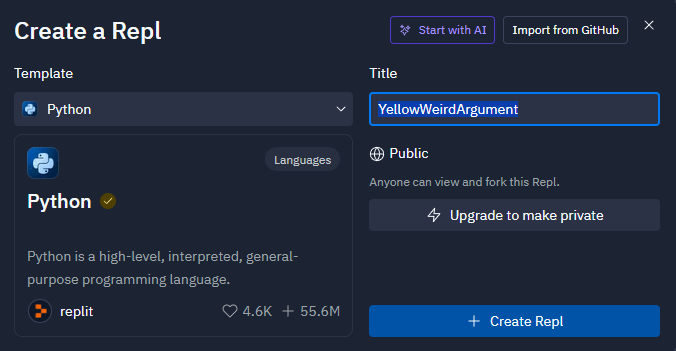 Create a Repl
Start with AI
Import from GitHub
Template
Python
Languages
Python
Python is a high-level, interpreted, general-
purpose programming language.
replit
4.6K
55.6M
Title
YellowWeirdArgument
Public
Anyone can view and fork this Repl.
Upgrade to make private
Create Repl